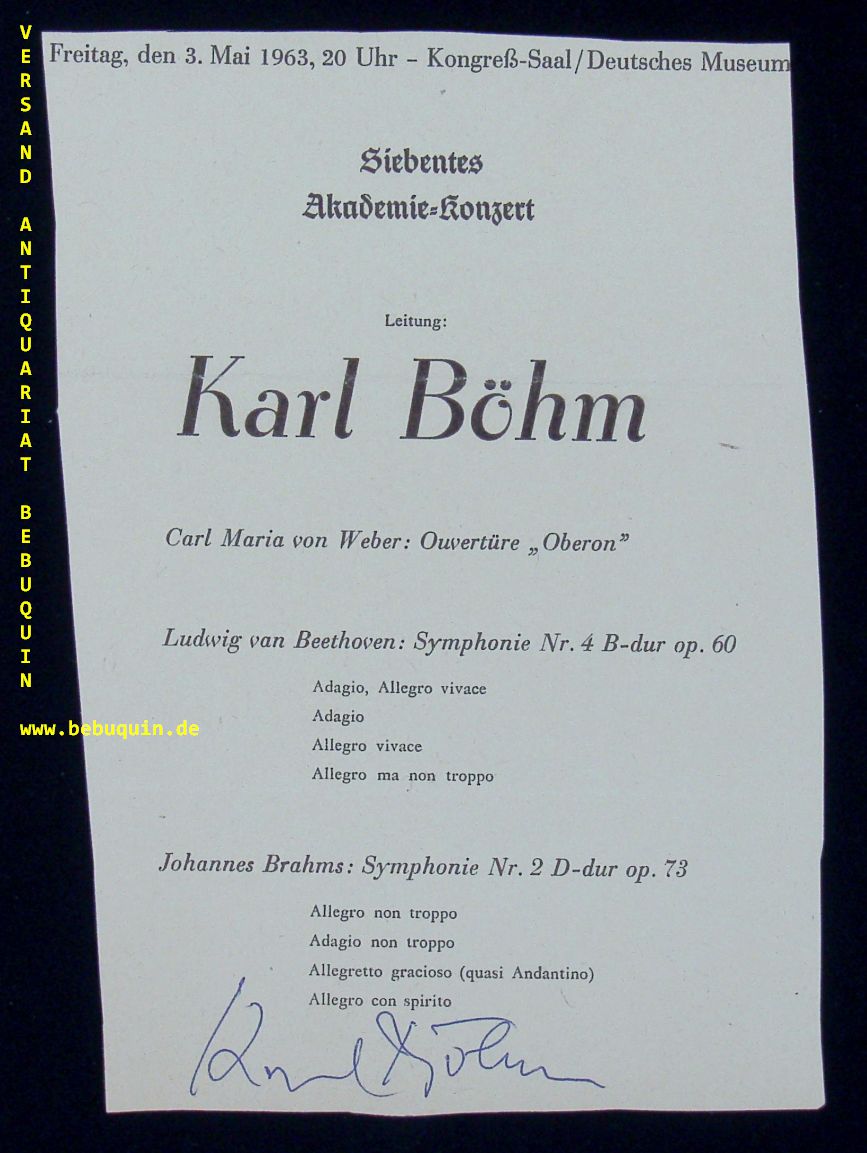 Freitag, den 3. Mai 1963, 20 Uhr – Kongreß-Saal/Deutsches Museum
Siebentes
Akademie-Konzert
Leitung:
Karl Böhm
Carl Maria von Weber: Ouvertüre „Oberon”
Ludwig van Beethoven: Symphonie Nr. 4 B-dur op. 60
Adagio, Allegro vivace
Adagio
Allegro vivace
Allegro ma non troppo
Johannes Brahms: Symphonie Nr. 2 D-dur op. 73
Allegro non troppo
Adagio non troppo
Allegretto gracioso (quasi Andantino)
Allegro con spirito
Karl Böhm
VERSAND ANTIQUARIAT BEBUQUIN
www.bebuquin.de